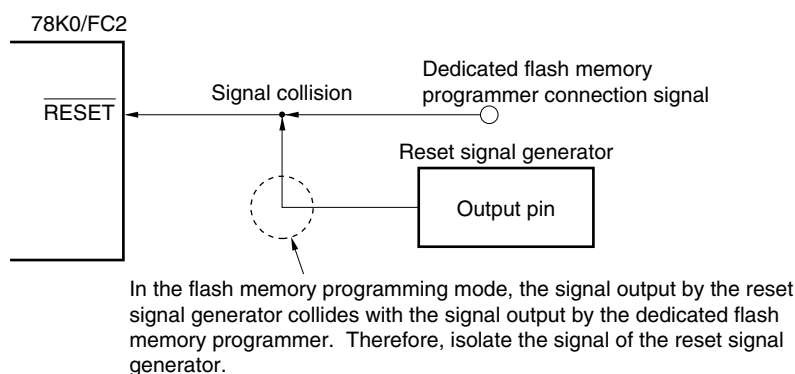 78K0/FC2
Dedicated flash memory
programmer connection signal
Signal collision
RESET
Reset signal generator
Output pin
In the flash memory programming mode, the signal output by the reset
signal generator collides with the signal output by the dedicated flash
memory programmer.  Therefore, isolate the signal of the reset signal
generator.